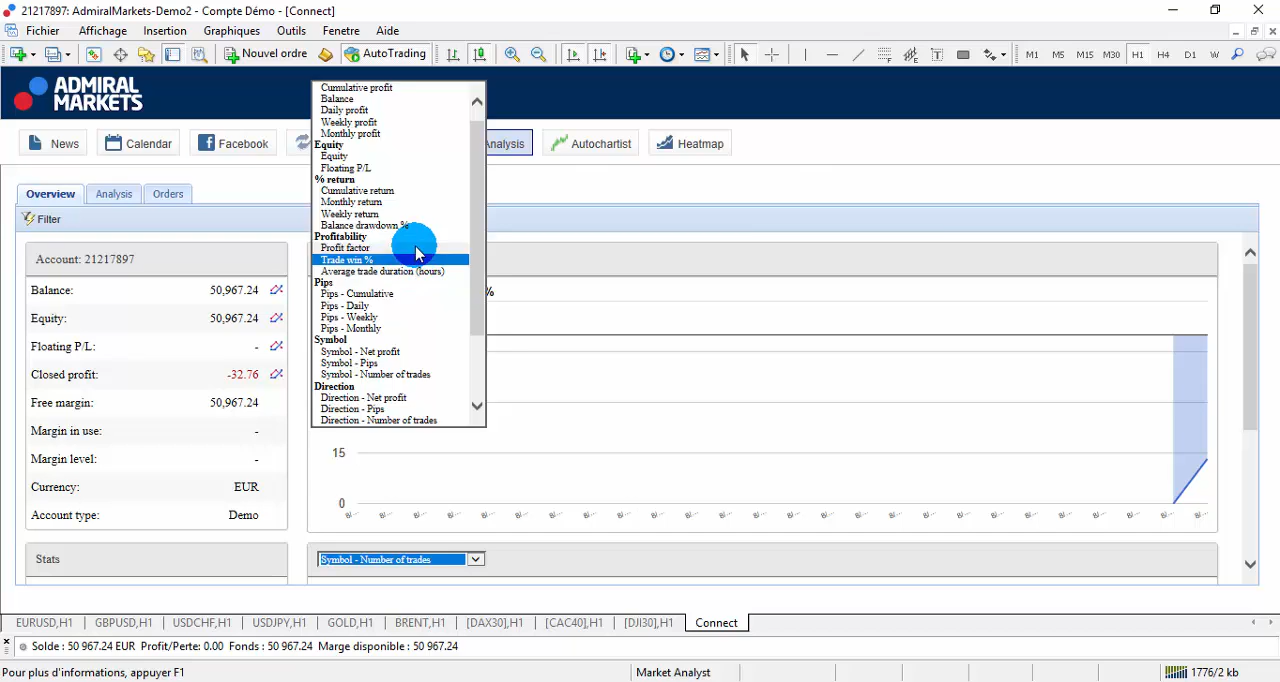 21217897: AdmiralMarkets-Demo2 - Compte Démo - [Connect]
Fichier Affichage Insertion Graphiques Outils Fenetre Aide
Nouvel ordre AutoTrading M1 M5 M15 M30 H1 H4 D1 W
ADMIRAL
MARKETS
News Calendar Facebook Analysis Autochartist Heatmap
Cumulative profit
Balance
Daily profit
Weekly profit
Monthly profit
Equity
Equity
Floating P/L
% return
Cumulative return
Monthly return
Weekly return
Balance drawdown %
Profitability
Profit factor
Trade win %
Average trade duration (hours)
Pips
Pips - Cumulative
Pips - Daily
Pips - Weekly
Pips - Monthly
Symbol
Symbol - Net profit
Symbol - Pips
Symbol - Number of trades
Direction
Direction - Net profit
Direction - Pips
Direction - Number of trades
Overview Analysis Orders
Filter
Account: 21217897
Balance: 50,967.24
Equity: 50,967.24
Floating P/L: -
Closed profit: -32.76
Free margin: 50,967.24
Margin in use: -
Margin level: -
Currency: EUR
Account type: Demo
%
15
0
Stats
Symbol - Number of trades
EURUSD,H1 GBPUSD,H1 USDCHF,H1 USDJPY,H1 GOLD,H1 BRENT,H1 [DAX30],H1 [CAC40],H1 [DJI30],H1 Connect
Solde : 50 967.24 EUR Profit/Perte: 0.00 Fonds : 50 967.24 Marge disponible : 50 967.24
Pour plus d'informations, appuyer F1 Market Analyst 1776/2 kb